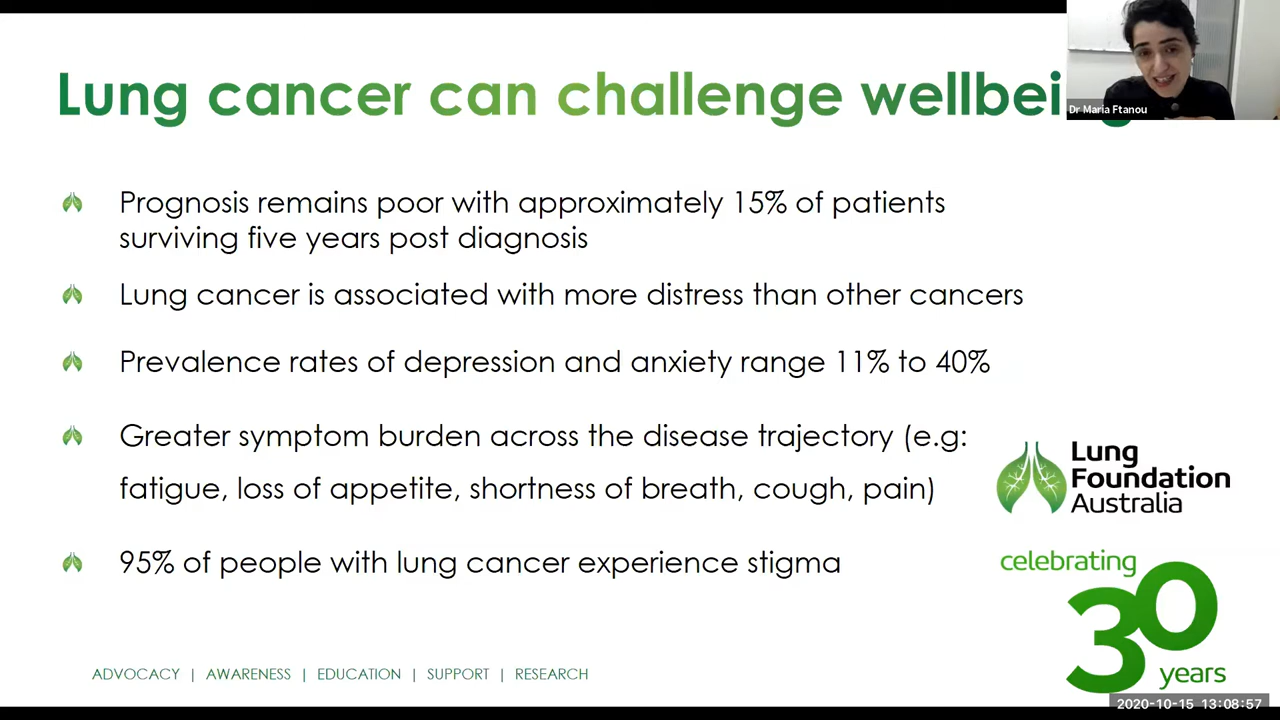 Lung cancer can challenge wellbeing
Dr Maria Ftanou
Prognosis remains poor with approximately 15% of patients
surviving five years post diagnosis
Lung cancer is associated with more distress than other cancers
Prevalence rates of depression and anxiety range 11% to 40%
Greater symptom burden across the disease trajectory (e.g:
fatigue, loss of appetite, shortness of breath, cough, pain)
95% of people with lung cancer experience stigma
Lung
Foundation
Australia
celebrating
30
years
ADVOCACY | AWARENESS | EDUCATION | SUPPORT | RESEARCH
2020-10-15 13:08:57